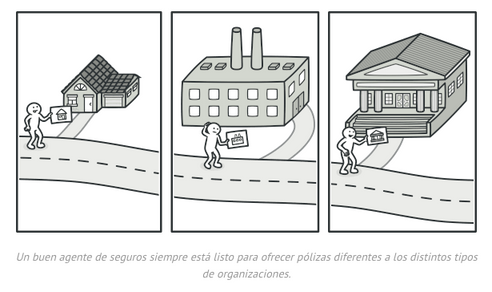 Un buen agente de seguros siempre está listo para ofrecer pólizas diferentes a los distintos tipos
de organizaciones.